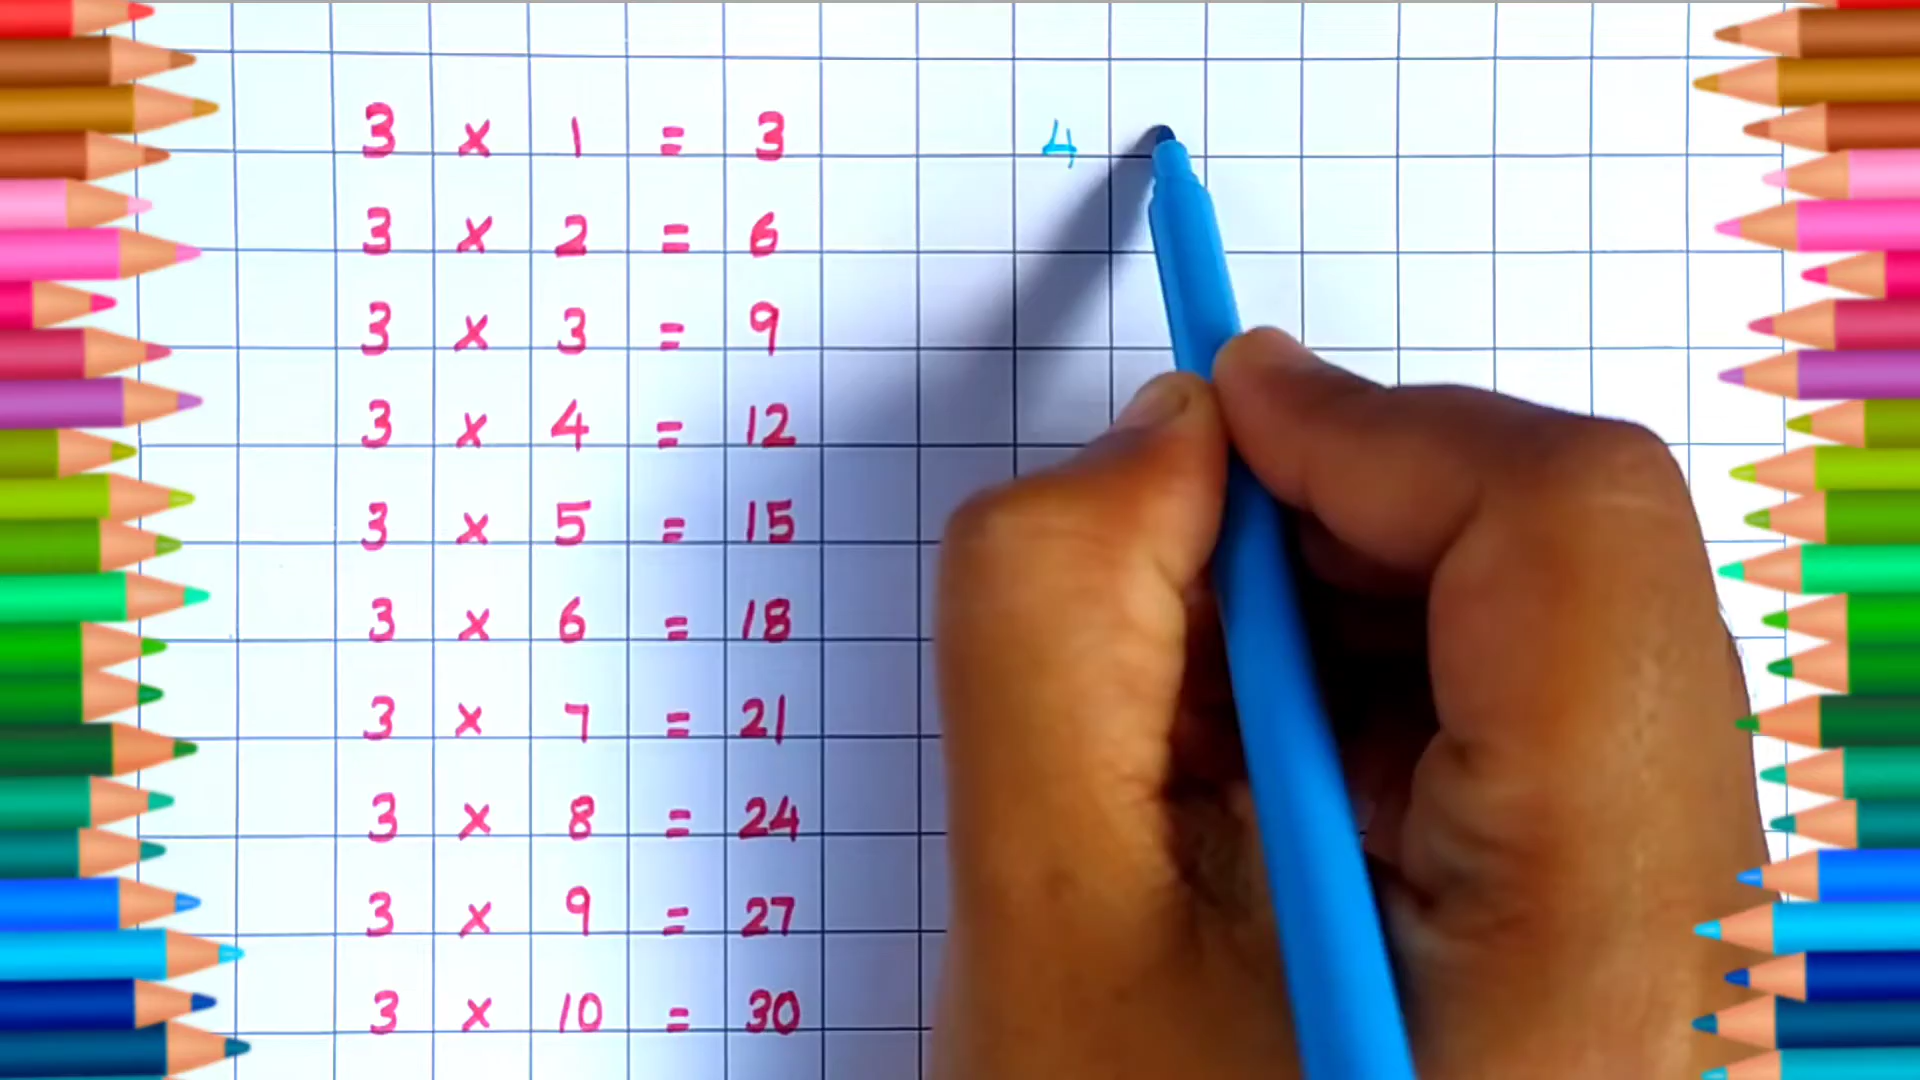 3 x 1 = 3
3 x 2 = 6
3 x 3 = 9
3 x 4 = 12
3 x 5 = 15
3 x 6 = 18
3 x 7 = 21
3 x 8 = 24
3 x 9 = 27
3 x 10 = 30
4